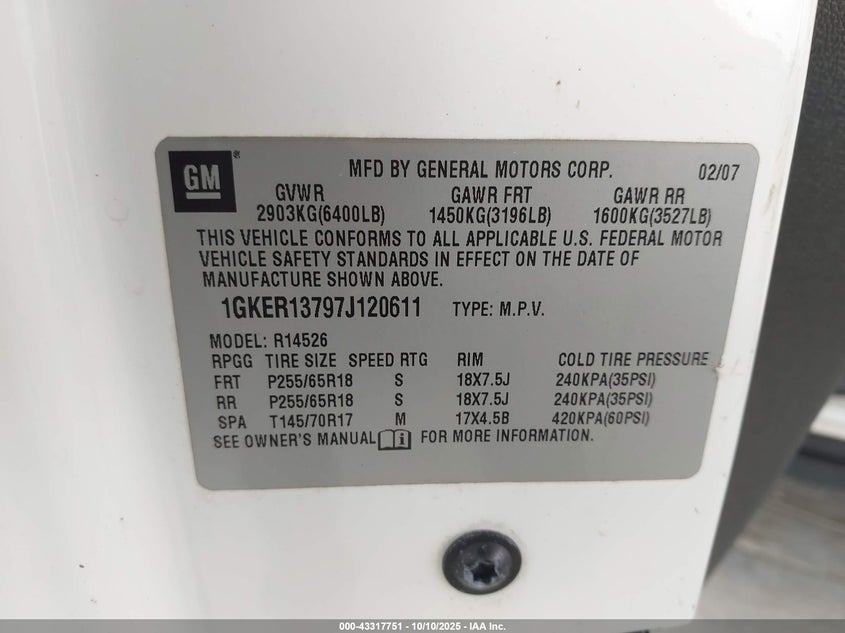 GM® MFD BY GENERAL MOTORS CORP. 02/07
GVWR GAWR FRT GAWR RR
2903KG(6400LB) 1450KG(3196LB) 1600KG(3527LB)
THIS VEHICLE CONFORMS TO ALL APPLICABLE U.S. FEDERAL MOTOR
VEHICLE SAFETY STANDARDS IN EFFECT ON THE DATE OF
MANUFACTURE SHOWN ABOVE.
1GKER13797J120611 TYPE: M.P.V.
MODEL: R14526
RPGG TIRE SIZE SPEED RTG RIM COLD TIRE PRESSURE
FRT P255/65R18 S 18X7.5J 240KPA(35PSI)
RR P255/65R18 S 18X7.5J 240KPA(35PSI)
SPA T145/70R17 M 17X4.5B 420KPA(60PSI)
SEE OWNER'S MANUAL FOR MORE INFORMATION.
000-43317751 - 10/10/2025 - IAA Inc.